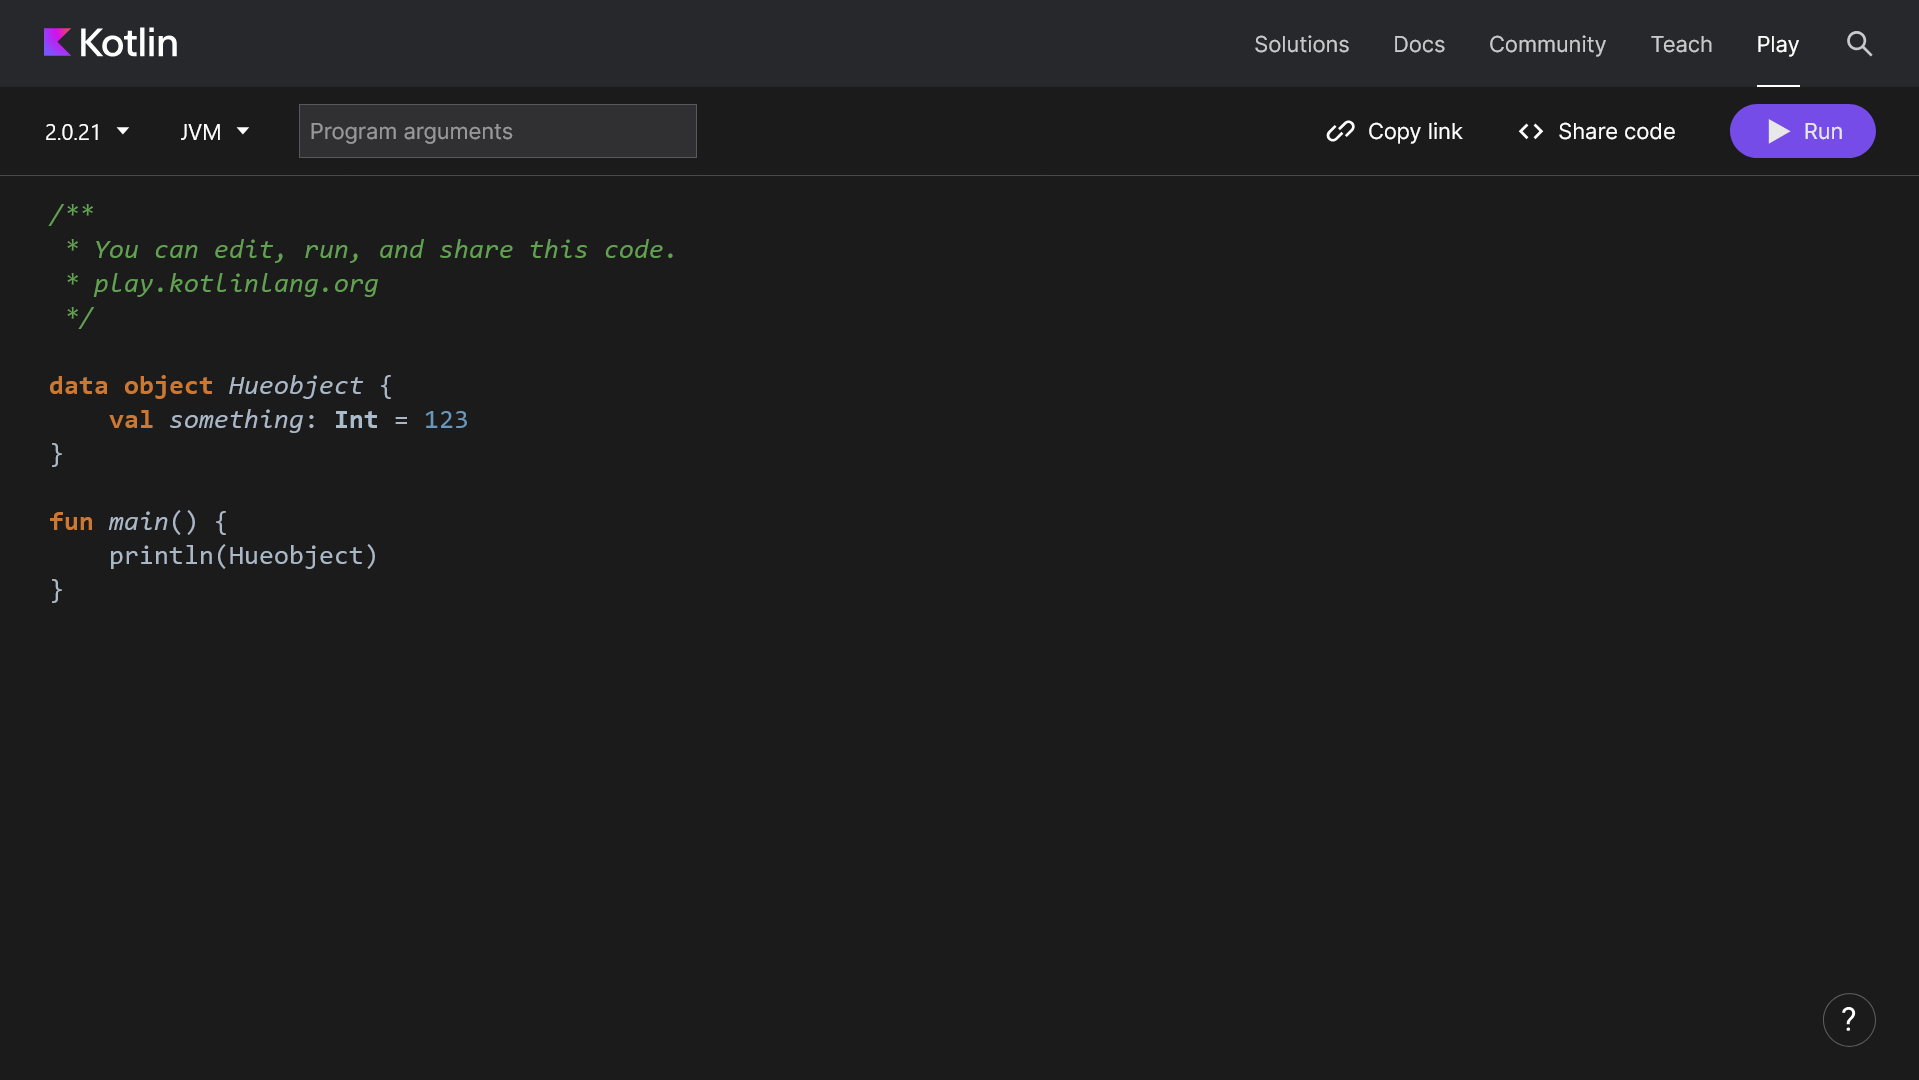 Kotlin
Solutions Docs Community Teach Play
2.0.21 JVM Program arguments Copy link <> Share code Run
/**
 * You can edit, run, and share this code.
 * play.kotlinlang.org
 */
data object Hueobject {
    val something: Int = 123
}
fun main() {
    println(Hueobject)
}
?